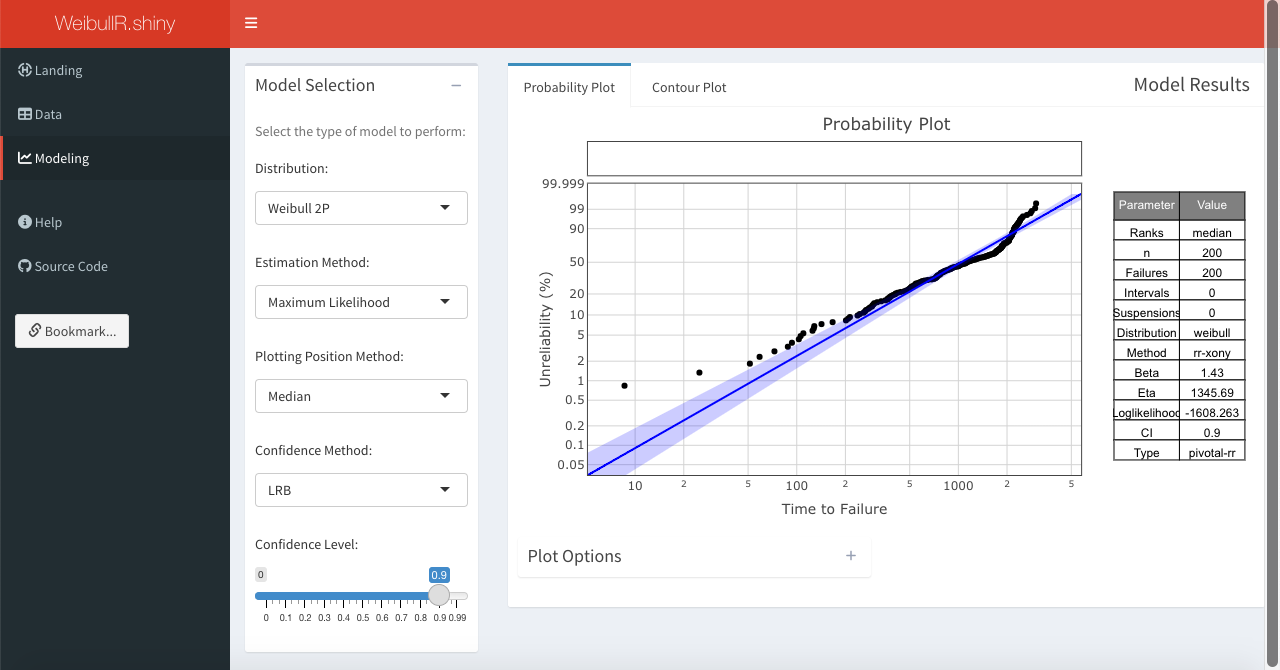 WeibullR.shiny
Landing
Data
Modeling
Help
Source Code
Bookmark...
Model Selection
Select the type of model to perform:
Distribution:
Weibull 2P
Estimation Method:
Maximum Likelihood
Plotting Position Method:
Median
Confidence Method:
LRB
Confidence Level:
0 0.9
0 0.1 0.2 0.3 0.4 0.5 0.6 0.7 0.8 0.9 0.99
Probability Plot Contour Plot Model Results
Probability Plot
Unreliability (%)
99.999
99
90
50
20
10
5
2
1
0.5
0.2
0.1
0.05
10 2 5 100 2 5 1000 2 5
Time to Failure
Parameter Value
Ranks median
n 200
Failures 200
Intervals 0
Suspensions 0
Distribution weibull
Method rr-xony
Beta 1.43
Eta 1345.69
Loglikelihood -1608.263
CI 0.9
Type pivotal-rr
Plot Options